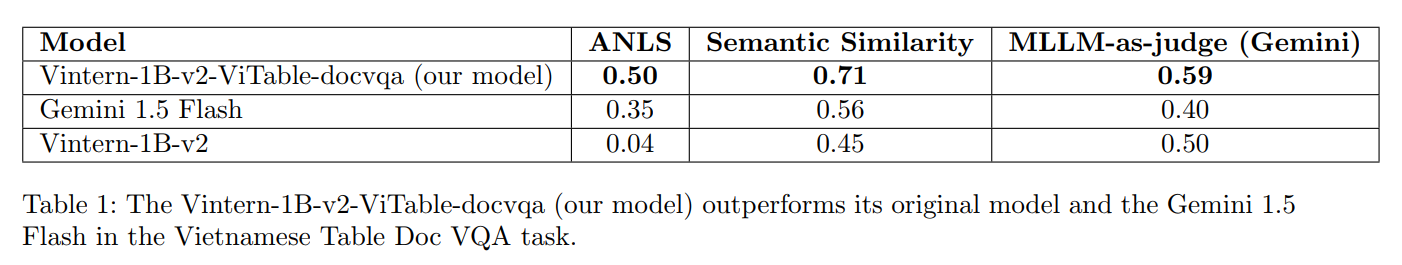 Model ANLS Semantic Similarity MLLM-as-judge (Gemini)
Vintern-1B-v2-ViTable-docvqa (our model) 0.50 0.71 0.59
Gemini 1.5 Flash 0.35 0.56 0.40
Vintern-1B-v2 0.04 0.45 0.50
Table 1: The Vintern-1B-v2-ViTable-docvqa (our model) outperforms its original model and the Gemini 1.5
Flash in the Vietnamese Table Doc VQA task.